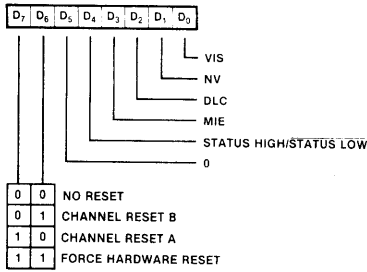 D7 D6 D5 D4 D3 D2 D1 D0
VIS
NV
DLC
MIE
STATUS HIGH/STATUS LOW
0
0 0 NO RESET
0 1 CHANNEL RESET B
1 0 CHANNEL RESET A
1 1 FORCE HARDWARE RESET